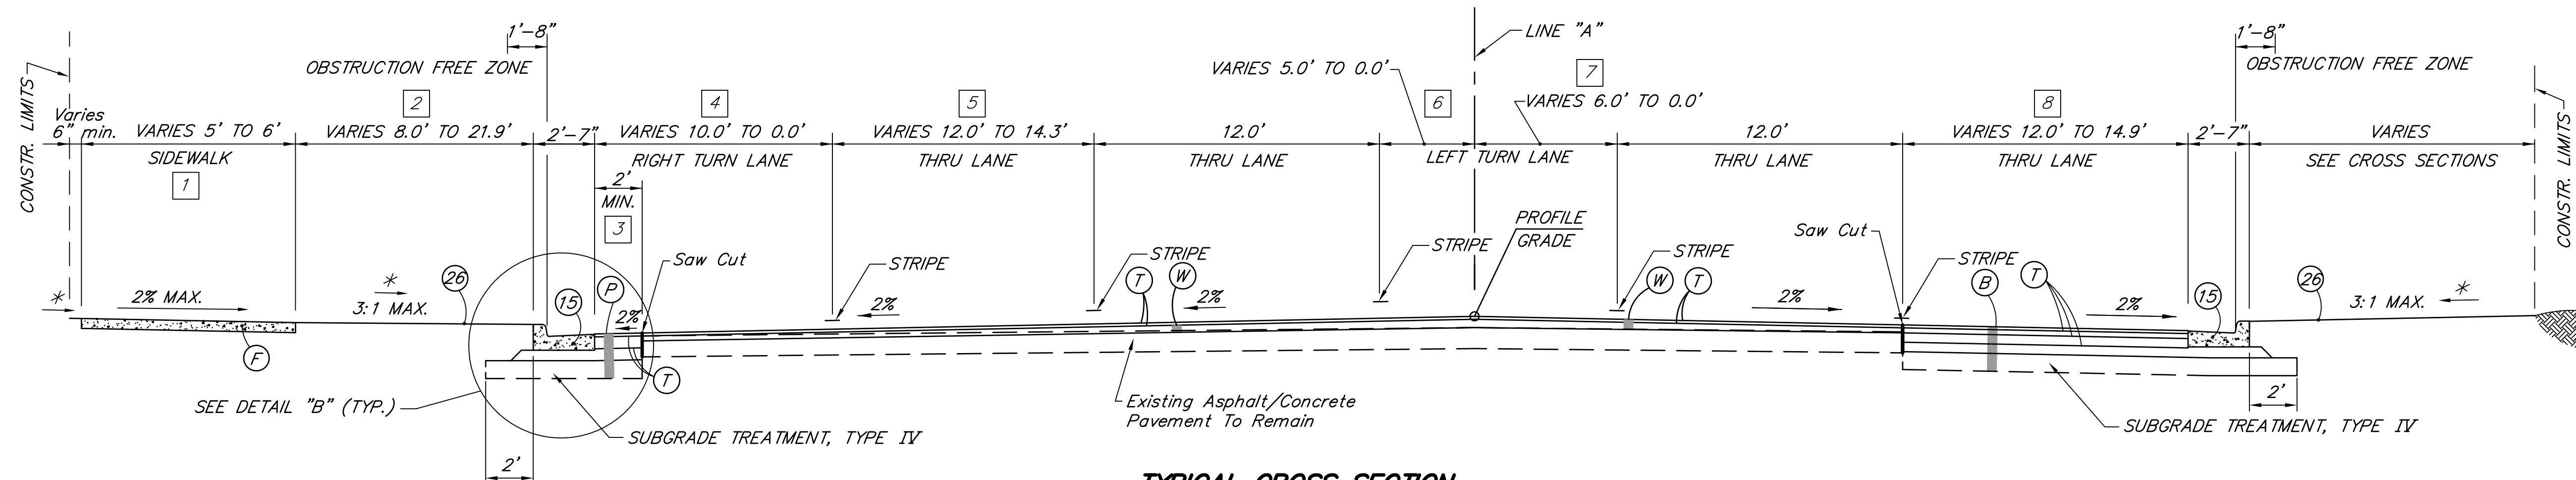 1'-8"
OBSTRUCTION FREE ZONE
LINE "A"
VARIES 5.0' TO 0.0'
7
VARIES 6.0' TO 0.0'
1'-8"
OBSTRUCTION FREE ZONE
CONSTR. LIMITS
Varies
6" min.
VARIES 5' TO 6'
SIDEWALK
1
2
VARIES 8.0' TO 21.9'
2'-7"
4
VARIES 10.0' TO 0.0'
RIGHT TURN LANE
2'
MIN.
3
5
VARIES 12.0' TO 14.3'
THRU LANE
12.0'
THRU LANE
6
LEFT TURN LANE
12.0'
THRU LANE
8
VARIES 12.0' TO 14.9'
THRU LANE
2'-7"
VARIES
SEE CROSS SECTIONS
CONSTR. LIMITS
*
2% MAX.
F
*
3:1 MAX.
26
15
P
2%
Saw Cut
T
STRIPE
2%
STRIPE
T
W
2%
STRIPE
PROFILE
GRADE
STRIPE
W
T
2%
Saw Cut
STRIPE
B
T
2%
15
26
3:1 MAX.
*
SEE DETAIL "B" (TYP.)
SUBGRADE TREATMENT, TYPE IV
2'
Existing Asphalt/Concrete
Pavement To Remain
2'
SUBGRADE TREATMENT, TYPE IV
TYPICAL CROSS SECTION